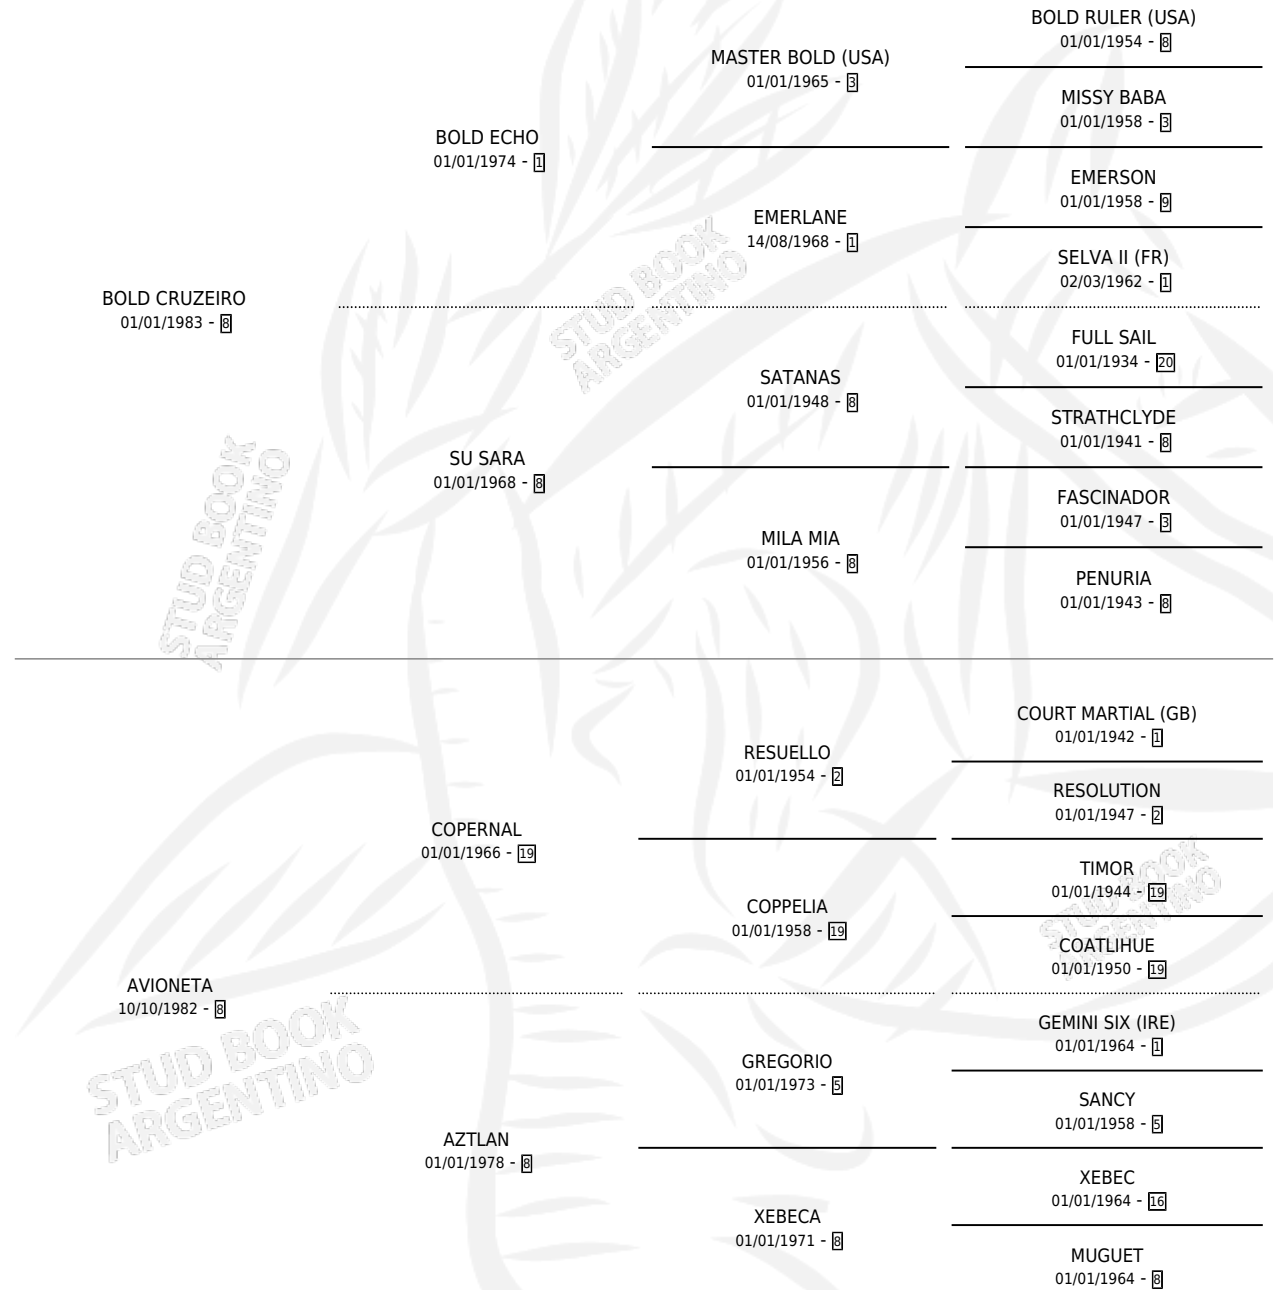 BOLD RULER (USA)
01/01/1954 - 8
MASTER BOLD (USA)
01/01/1965 - 3
MISSY BABA
01/01/1958 - 3
BOLD ECHO
01/01/1974 - 1
EMERSON
01/01/1958 - 9
EMERLANE
14/08/1968 - 1
SELVA II (FR)
02/03/1962 - 1
BOLD CRUZEIRO
01/01/1983 - 8
FULL SAIL
01/01/1934 - 20
SATANAS
01/01/1948 - 8
STRATHCLYDE
01/01/1941 - 8
SU SARA
01/01/1968 - 8
FASCINADOR
01/01/1947 - 3
MILA MIA
01/01/1956 - 8
PENURIA
01/01/1943 - 8
COURT MARTIAL (GB)
01/01/1942 - 1
RESUELLO
01/01/1954 - 2
RESOLUTION
01/01/1947 - 2
COPERNAL
01/01/1966 - 19
TIMOR
01/01/1944 - 19
COPPELIA
01/01/1958 - 19
COATLIHUE
01/01/1950 - 19
AVIONETA
10/10/1982 - 8
GEMINI SIX (IRE)
01/01/1964 - 1
GREGORIO
01/01/1973 - 5
SANCY
01/01/1958 - 5
AZTLAN
01/01/1978 - 8
XEBEC
01/01/1964 - 16
XEBECA
01/01/1971 - 8
MUGUET
01/01/1964 - 8
STUD BOOK
ARGENTINO
STUD BOOK
ARGENTINO
STUD BOOK
ARGENTINO
STUD BOOK
ARGENTINO